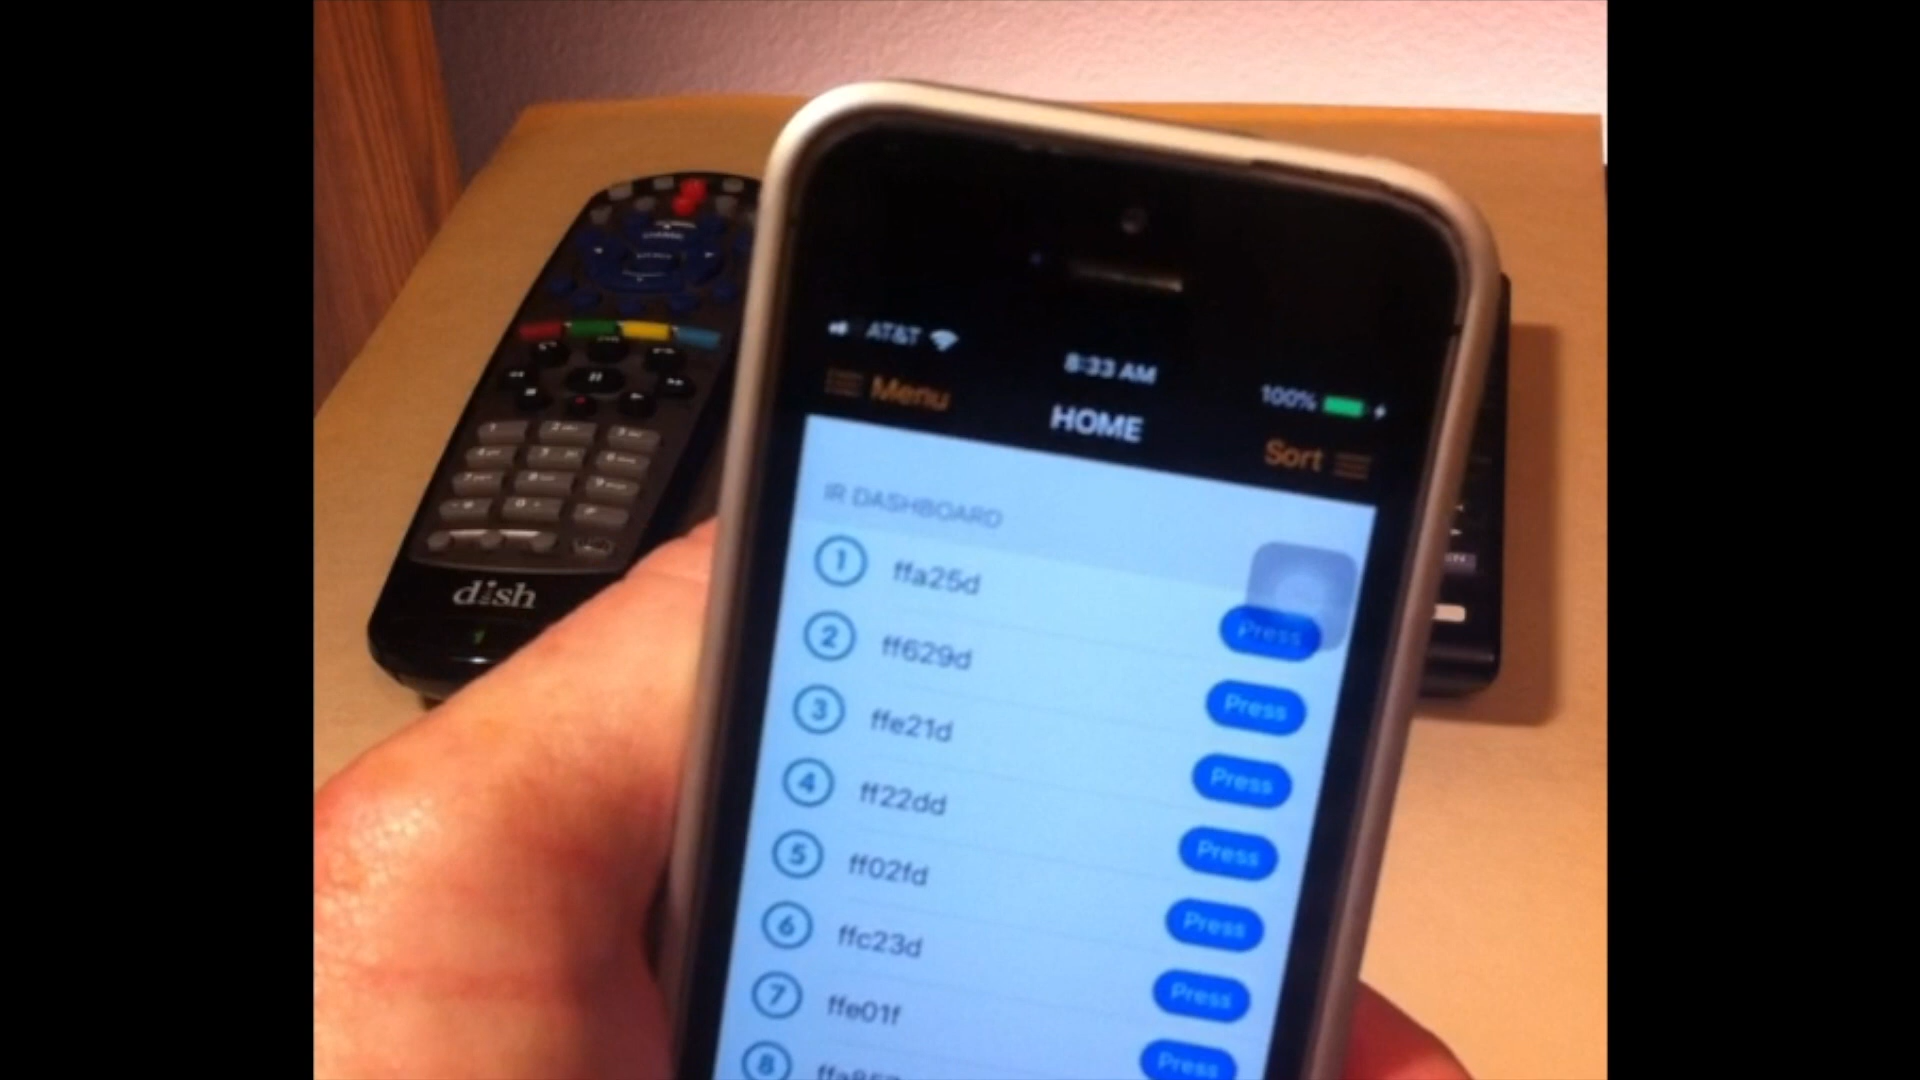 AT&T
8:33 AM
100%
Menu
HOME
Sort
IR DASHBOARD
1 ffa25d Press
2 ff629d Press
3 ffe21d Press
4 ff22dd Press
5 ff02fd Press
6 ffc23d Press
7 ffe01f Press
8 Press
dish